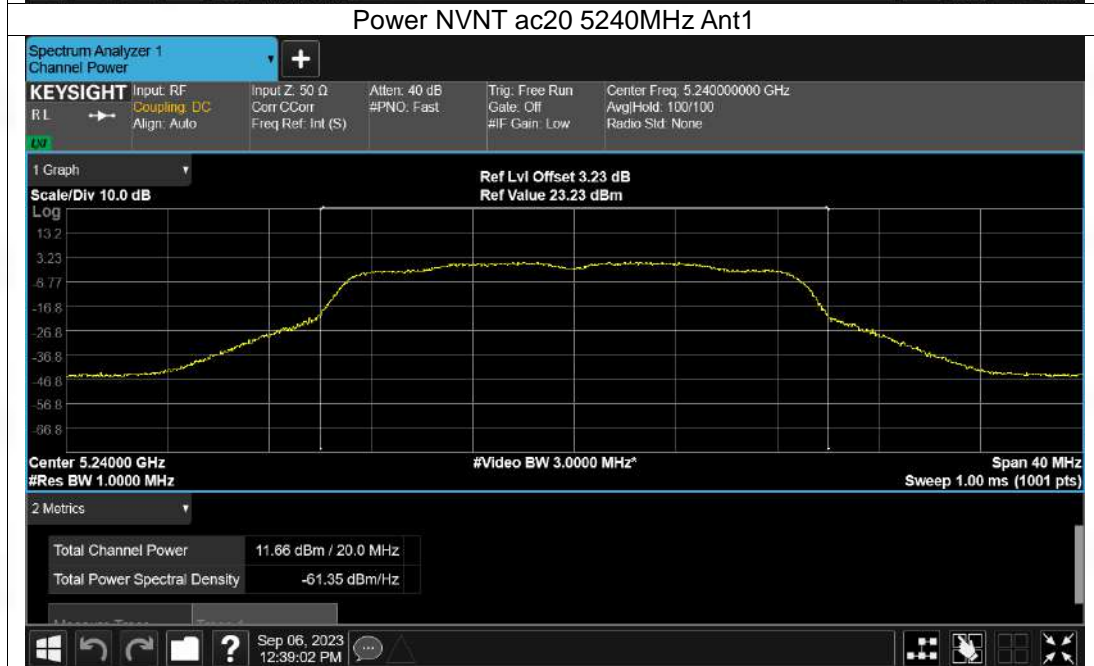 Power NVNT ac20 5240MHz Ant1
Spectrum Analyzer 1
Channel Power
+
KEYSIGHT Input: RF Input Z: 50 Ω Atten: 40 dB Trig: Free Run Center Freq: 5.240000000 GHz
RL Coupling: DC Corr CCorr #PNO: Fast Gate: Off Avg|Hold: 100/100
Align: Auto Freq Ref: Int (S) #IF Gain: Low Radio Std: None
LXI
1 Graph
Ref Lvl Offset 3.23 dB
Scale/Div 10.0 dB Ref Value 23.23 dBm
Log
13.2
3.23
-6.77
-16.8
-26.8
-36.8
-46.8
-56.8
-66.8
Center 5.24000 GHz #Video BW 3.0000 MHz* Span 40 MHz
#Res BW 1.0000 MHz Sweep 1.00 ms (1001 pts)
2 Metrics
Total Channel Power 11.66 dBm / 20.0 MHz
Total Power Spectral Density -61.35 dBm/Hz
? Sep 06, 2023
12:39:02 PM